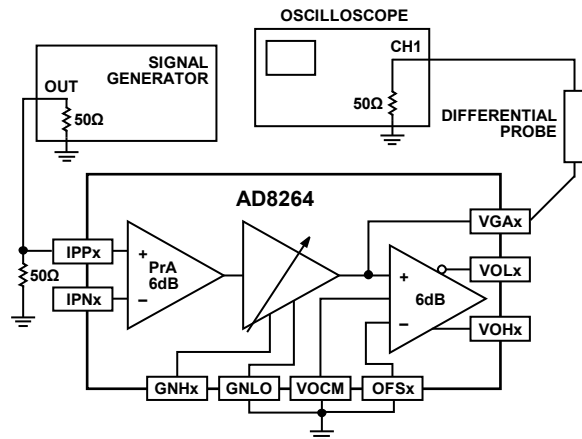 OSCILLOSCOPE
SIGNAL
GENERATOR
OUT
50Ω
CH1
50Ω
DIFFERENTIAL
PROBE
AD8264
VGAx
IPPx
+
PrA
6dB
–
50Ω
IPNx
+
6dB
–
VOLx
VOHx
GNHx
GNLO
VOCM
OFSx